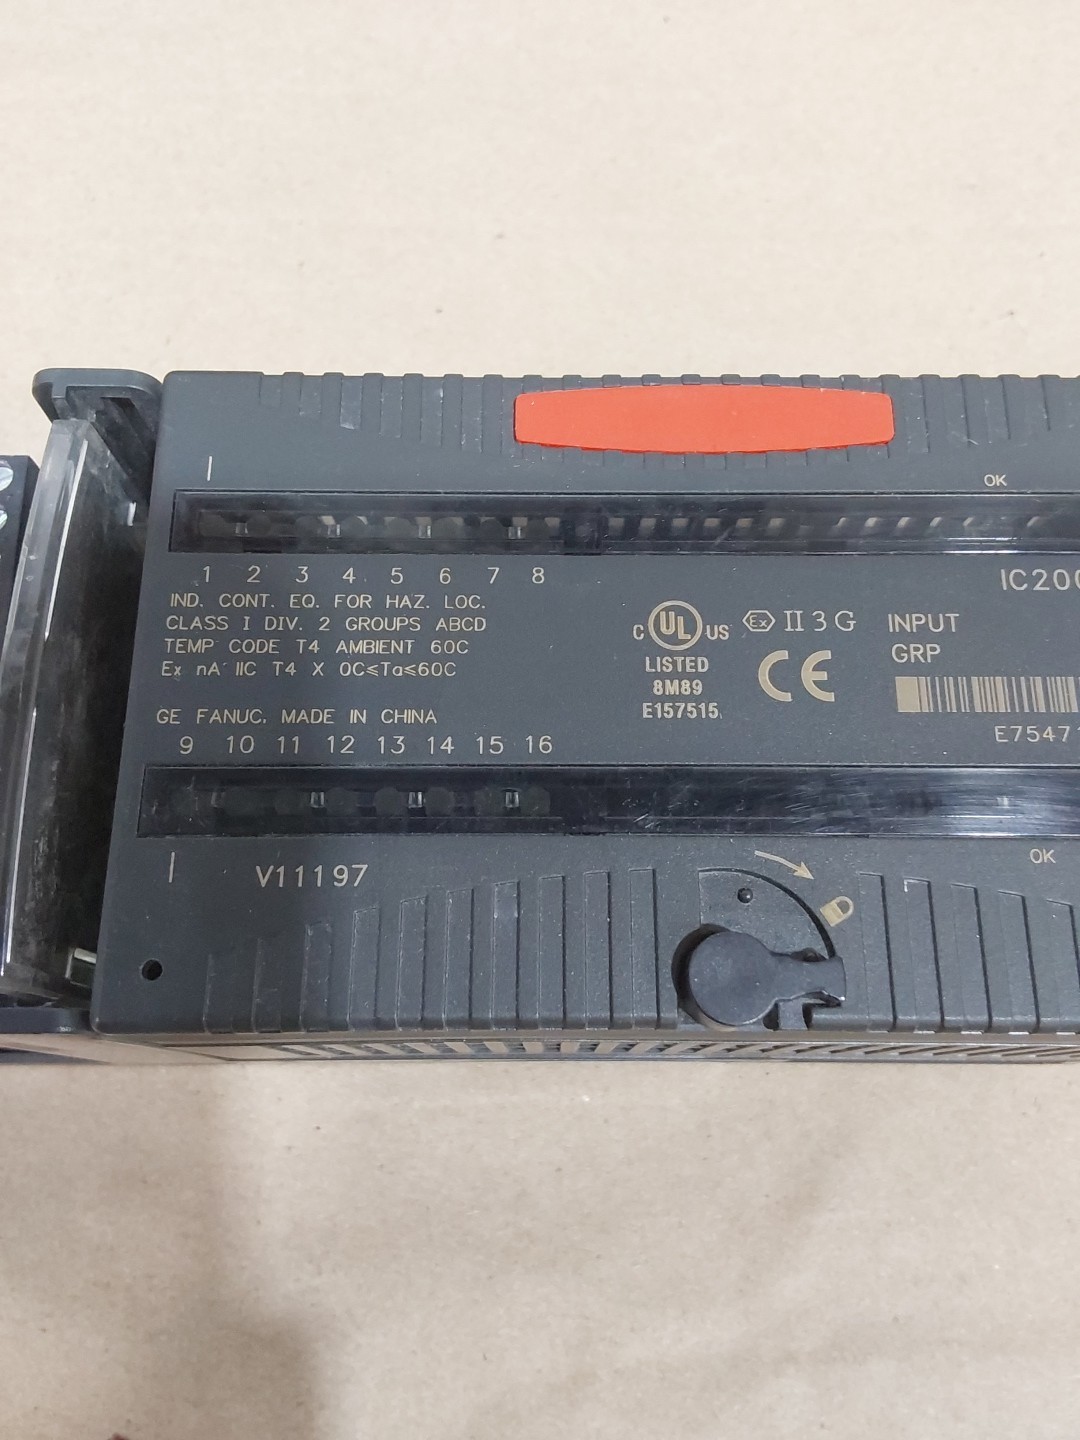 OK
1 2 3 4 5 6 7 8
IC200
IND. CONT. EQ. FOR HAZ. LOC.
CLASS I DIV. 2 GROUPS ABCD
TEMP CODE T4 AMBIENT 60C
Ex nA IIC T4 X 0C≤Ta≤60C
C UL US
LISTED
8M89
E157515
Ex II 3 G
CE
INPUT
GRP
E7547
GE FANUC. MADE IN CHINA
9 10 11 12 13 14 15 16
OK
V11197